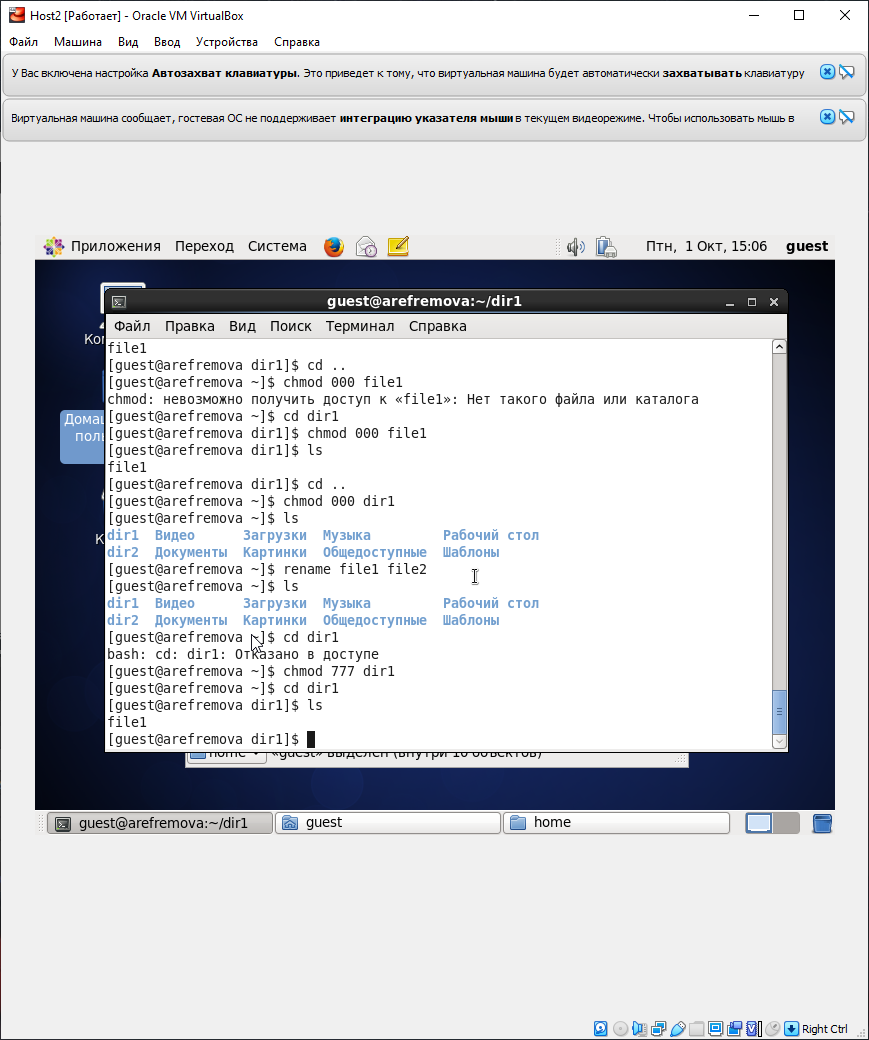 Host2 [Работает] - Oracle VM VirtualBox
Файл Машина Вид Ввод Устройства Справка
У Вас включена настройка Автозахват клавиатуры. Это приведет к тому, что виртуальная машина будет автоматически захватывать клавиатуру
Виртуальная машина сообщает, гостевая ОС не поддерживает интеграцию указателя мыши в текущем видеорежиме. Чтобы использовать мышь в
Приложения Переход Система Птн, 1 Окт, 15:06 guest
guest@arefremova:~/dir1
Файл Правка Вид Поиск Терминал Справка
file1
[guest@arefremova dir1]$ cd ..
[guest@arefremova ~]$ chmod 000 file1
chmod: невозможно получить доступ к «file1»: Нет такого файла или каталога
[guest@arefremova ~]$ cd dir1
[guest@arefremova dir1]$ chmod 000 file1
[guest@arefremova dir1]$ ls
file1
[guest@arefremova dir1]$ cd ..
[guest@arefremova ~]$ chmod 000 dir1
[guest@arefremova ~]$ ls
dir1 Видео Загрузки Музыка Рабочий стол
dir2 Документы Картинки Общедоступные Шаблоны
[guest@arefremova ~]$ rename file1 file2
[guest@arefremova ~]$ ls
dir1 Видео Загрузки Музыка Рабочий стол
dir2 Документы Картинки Общедоступные Шаблоны
[guest@arefremova ~]$ cd dir1
bash: cd: dir1: Отказано в доступе
[guest@arefremova ~]$ chmod 777 dir1
[guest@arefremova ~]$ cd dir1
[guest@arefremova dir1]$ ls
file1
[guest@arefremova dir1]$
home «guest» выделен (внутри 16 объектов)
guest@arefremova:~/dir1 guest home
Right Ctrl